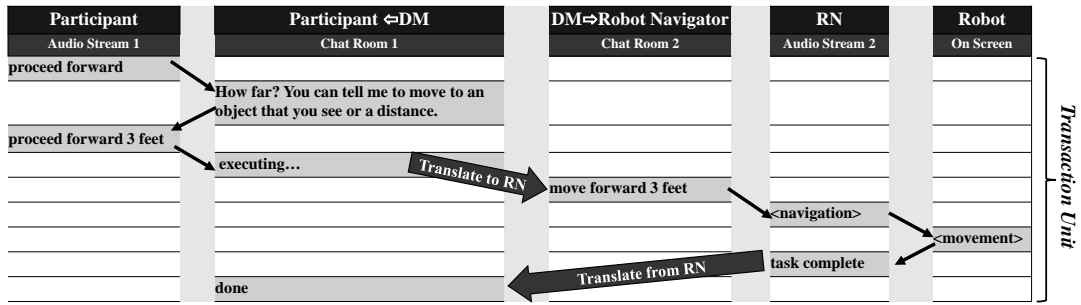 Participant
Participant ⇦DM
DM⇨Robot Navigator
RN
Robot
Audio Stream 1
Chat Room 1
Chat Room 2
Audio Stream 2
On Screen
proceed forward
How far? You can tell me to move to an
object that you see or a distance.
proceed forward 3 feet
executing…
Translate to RN
move forward 3 feet
<navigation>
<movement>
task complete
Translate from RN
done
Transaction Unit